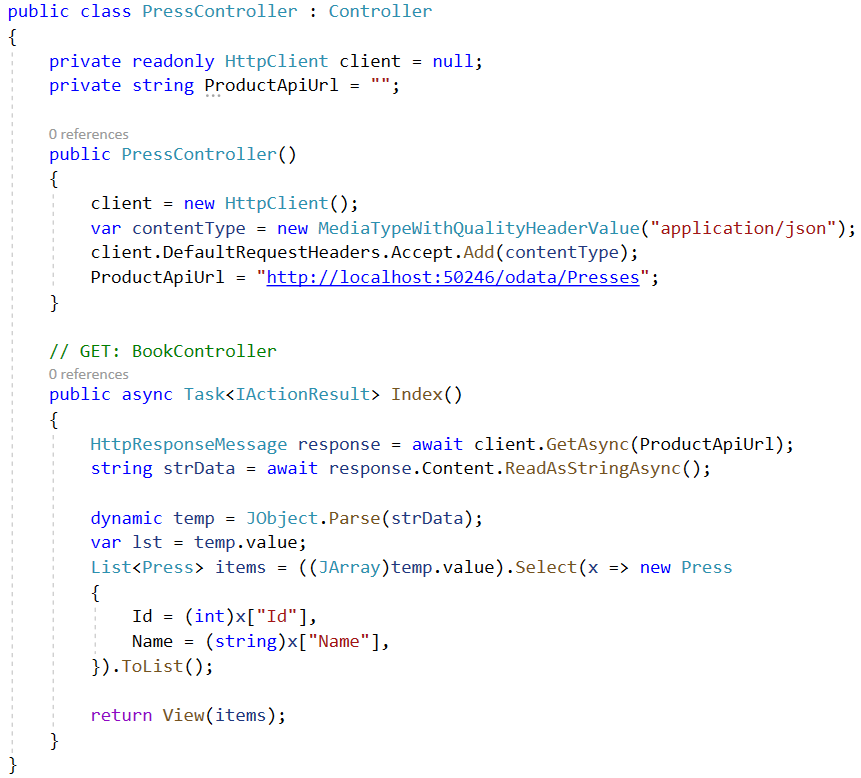 public class PressController : Controller
{
    private readonly HttpClient client = null;
    private string ProductApiUrl = "";

    0 references
    public PressController()
    {
        client = new HttpClient();
        var contentType = new MediaTypeWithQualityHeaderValue("application/json");
        client.DefaultRequestHeaders.Accept.Add(contentType);
        ProductApiUrl = "http://localhost:50246/odata/Presses";
    }

    // GET: BookController
    0 references
    public async Task<IActionResult> Index()
    {
        HttpResponseMessage response = await client.GetAsync(ProductApiUrl);
        string strData = await response.Content.ReadAsStringAsync();

        dynamic temp = JObject.Parse(strData);
        var lst = temp.value;
        List<Press> items = ((JArray)temp.value).Select(x => new Press
        {
            Id = (int)x["Id"],
            Name = (string)x["Name"],
        }).ToList();

        return View(items);
    }
}